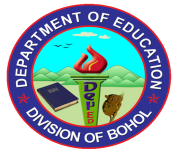 DEPARTMENT OF EDUCATION
DepED
DIVISION OF BOHOL